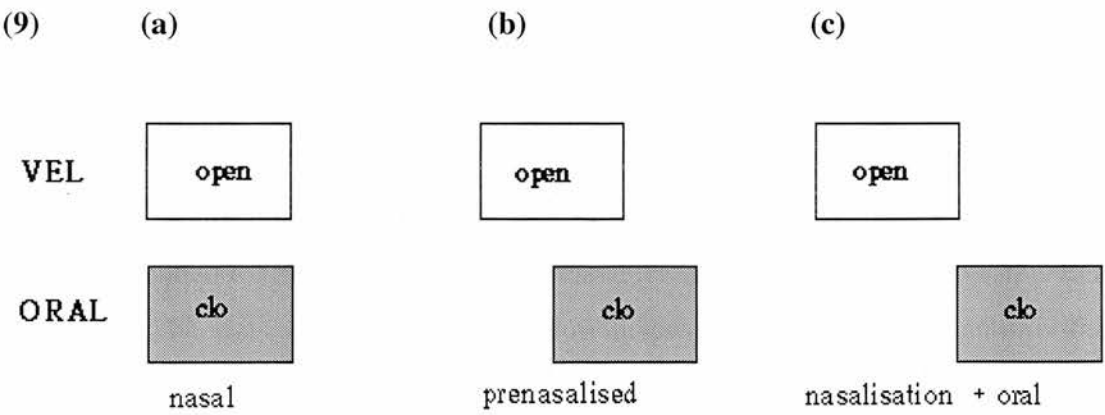 (9) (a) (b) (c)
VEL open open open
ORAL clo clo clo
nasal prenasalised nasalisation + oral